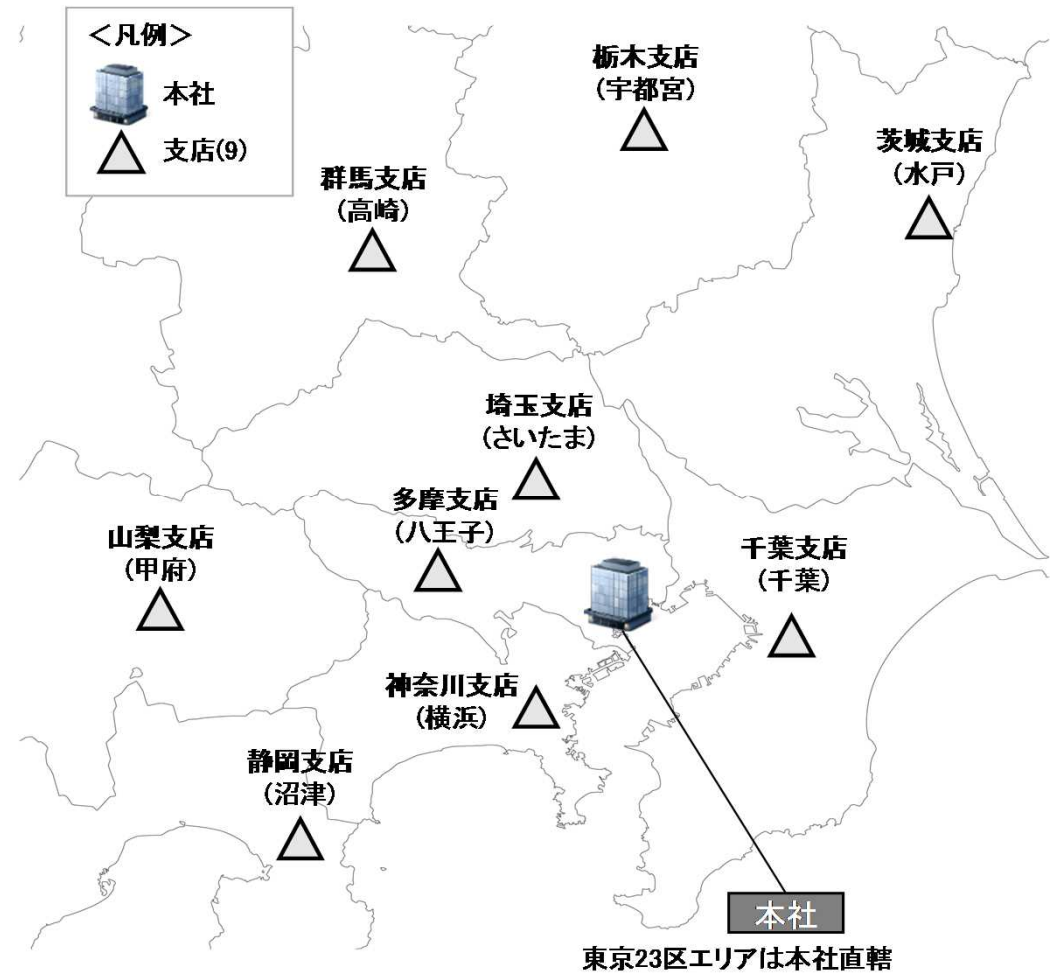 <凡例>
本社
支店(9)
栃木支店
(宇都宮)
茨城支店
(水戸)
群馬支店
(高崎)
埼玉支店
(さいたま)
多摩支店
(八王子)
山梨支店
(甲府)
千葉支店
(千葉)
神奈川支店
(横浜)
静岡支店
(沼津)
本社
東京23区エリアは本社直轄